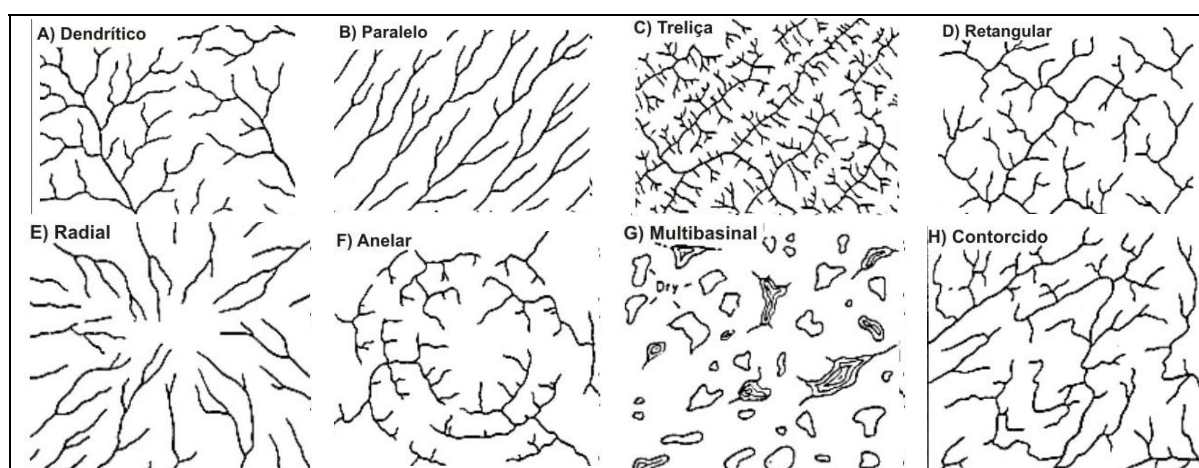 A) Dendrítico
B) Paralelo
C) Treliça
D) Retangular
E) Radial
F) Anelar
G) Multibasinal
H) Contorcido
Dry